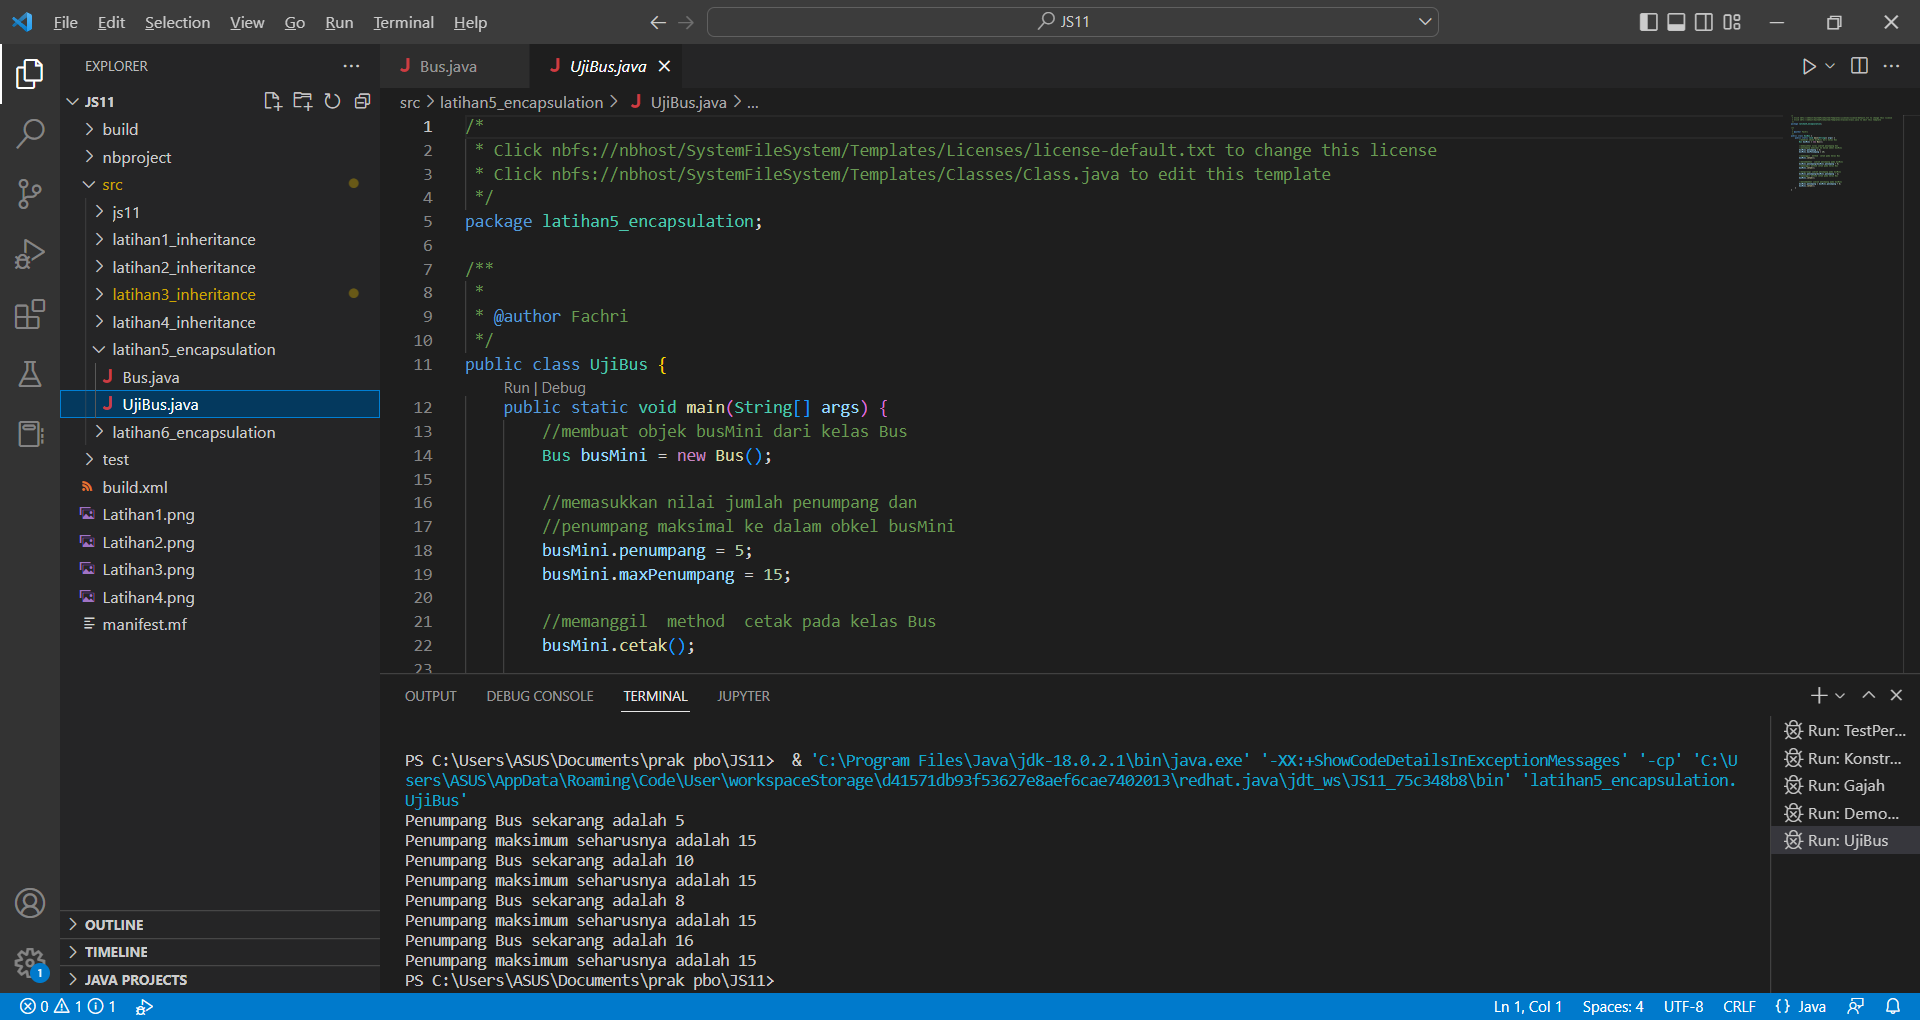 File Edit Selection View Go Run Terminal Help
JS11
EXPLORER
JS11
build
nbproject
src
js11
latihan1_inheritance
latihan2_inheritance
latihan3_inheritance
latihan4_inheritance
latihan5_encapsulation
Bus.java
UjiBus.java
latihan6_encapsulation
test
build.xml
Latihan1.png
Latihan2.png
Latihan3.png
Latihan4.png
manifest.mf
OUTLINE
TIMELINE
JAVA PROJECTS
Bus.java
UjiBus.java
src > latihan5_encapsulation > UjiBus.java > ...
1 /*
2 * Click nbfs://nbhost/SystemFileSystem/Templates/Licenses/license-default.txt to change this license
3 * Click nbfs://nbhost/SystemFileSystem/Templates/Classes/Class.java to edit this template
4 */
5 package latihan5_encapsulation;
6
7 /**
8 *
9 * @author Fachri
10 */
11 public class UjiBus {
Run | Debug
12 public static void main(String[] args) {
13 //membuat objek busMini dari kelas Bus
14 Bus busMini = new Bus();
15
16 //memasukkan nilai jumlah penumpang dan
17 //penumpang maksimal ke dalam obkel busMini
18 busMini.penumpang = 5;
19 busMini.maxPenumpang = 15;
20
21 //memanggil  method  cetak pada kelas Bus
22 busMini.cetak();
23
OUTPUT DEBUG CONSOLE TERMINAL JUPYTER
PS C:\Users\ASUS\Documents\prak pbo\JS11>  & 'C:\Program Files\Java\jdk-18.0.2.1\bin\java.exe' '-XX:+ShowCodeDetailsInExceptionMessages' '-cp' 'C:\U
sers\ASUS\AppData\Roaming\Code\User\workspaceStorage\d41571db93f53627e8aef6cae7402013\redhat.java\jdt_ws\JS11_75c348b8\bin' 'latihan5_encapsulation.
UjiBus'
Penumpang Bus sekarang adalah 5
Penumpang maksimum seharusnya adalah 15
Penumpang Bus sekarang adalah 10
Penumpang maksimum seharusnya adalah 15
Penumpang Bus sekarang adalah 8
Penumpang maksimum seharusnya adalah 15
Penumpang Bus sekarang adalah 16
Penumpang maksimum seharusnya adalah 15
PS C:\Users\ASUS\Documents\prak pbo\JS11>
Run: TestPer...
Run: Konstr...
Run: Gajah
Run: Demo...
Run: UjiBus
1
0 1 1
Ln 1, Col 1 Spaces: 4 UTF-8 CRLF {} Java